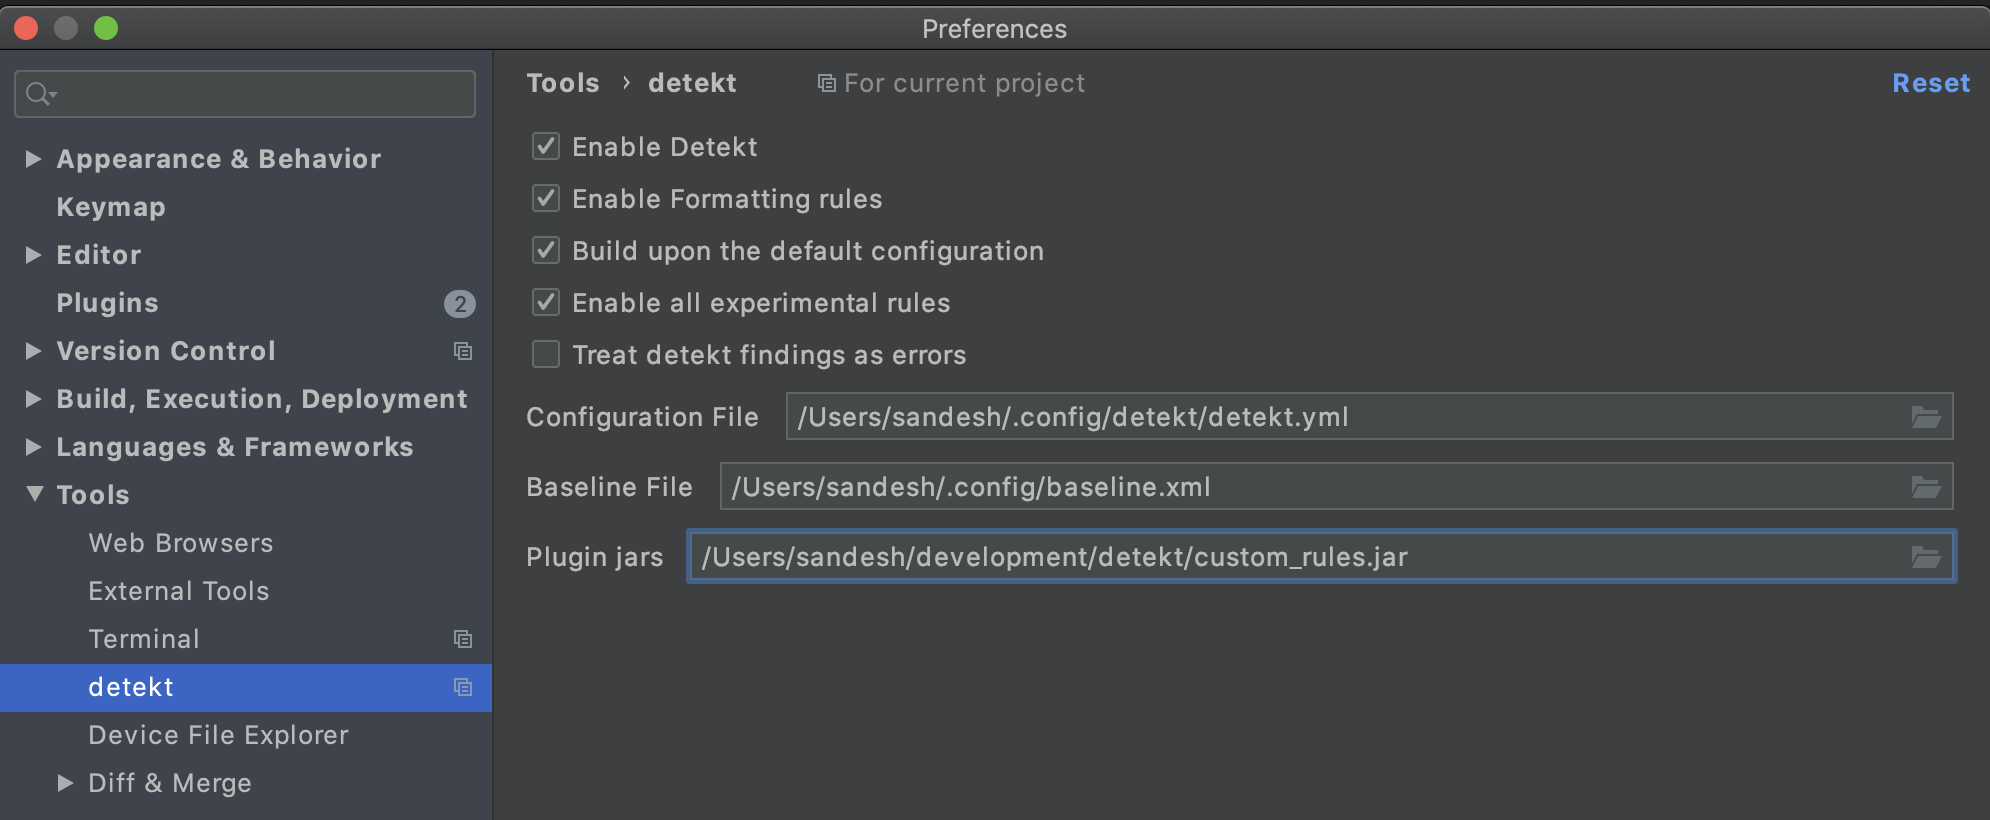 Preferences
Tools › detekt For current project Reset
Appearance & Behavior
Keymap
Editor
Plugins 2
Version Control
Build, Execution, Deployment
Languages & Frameworks
Tools
Web Browsers
External Tools
Terminal
detekt
Device File Explorer
Diff & Merge
Enable Detekt
Enable Formatting rules
Build upon the default configuration
Enable all experimental rules
Treat detekt findings as errors
Configuration File /Users/sandesh/.config/detekt/detekt.yml
Baseline File /Users/sandesh/.config/baseline.xml
Plugin jars /Users/sandesh/development/detekt/custom_rules.jar